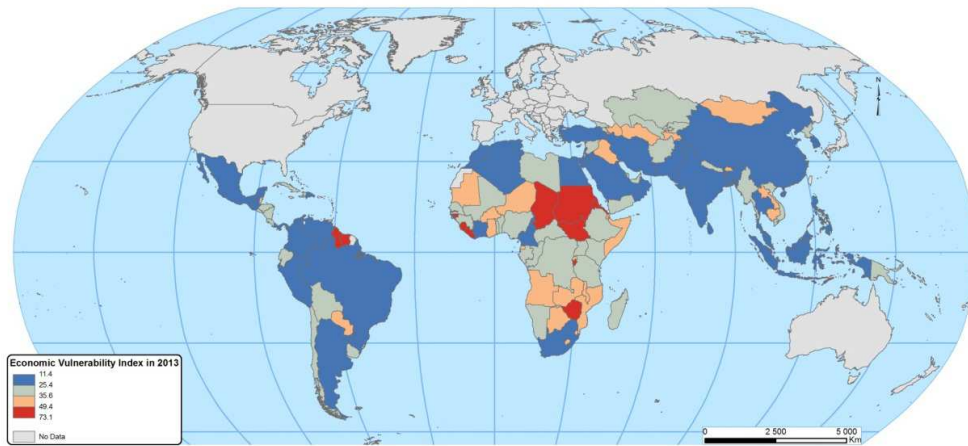 N
Economic Vulnerability Index in 2013
11.4
25.4
35.6
49.4
73.1
No Data
0 2 500 5 000
Km